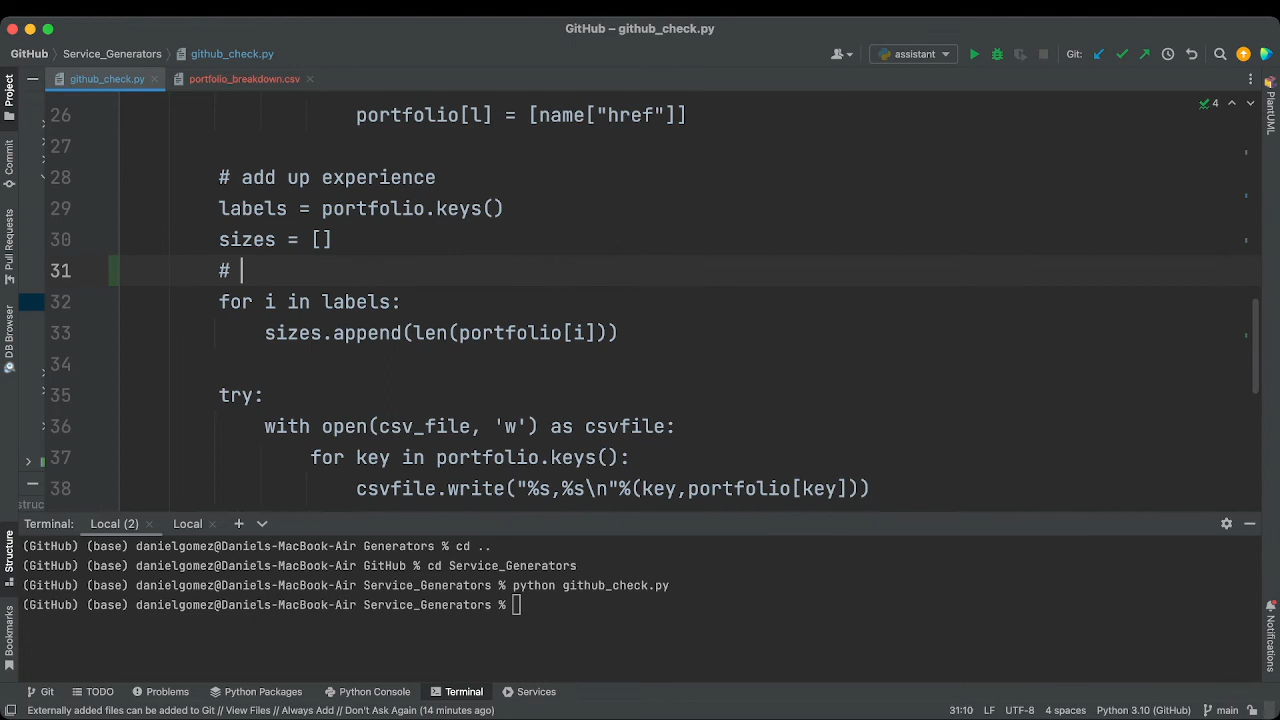 GitHub – github_check.py
GitHub Service_Generators github_check.py assistant Git:
Project github_check.py portfolio_breakdown.csv
26 portfolio[l] = [name["href"]] 4
27
28 # add up experience
29 labels = portfolio.keys()
30 sizes = []
31 #
32 for i in labels:
33 sizes.append(len(portfolio[i]))
34
35 try:
36 with open(csv_file, 'w') as csvfile:
37 for key in portfolio.keys():
38 csvfile.write("%s,%s\n"%(key,portfolio[key]))
Commit
Pull Requests
DB Browser
struc
Structure
Bookmarks
PlantUML
Notifications
Terminal: Local (2) Local
(GitHub) (base) danielgomez@Daniels-MacBook-Air Generators % cd ..
(GitHub) (base) danielgomez@Daniels-MacBook-Air GitHub % cd Service_Generators
(GitHub) (base) danielgomez@Daniels-MacBook-Air Service_Generators % python github_check.py
(GitHub) (base) danielgomez@Daniels-MacBook-Air Service_Generators %
Git TODO Problems Python Packages Python Console Terminal Services
Externally added files can be added to Git // View Files // Always Add // Don't Ask Again (14 minutes ago) 31:10 LF UTF-8 4 spaces Python 3.10 (GitHub) main